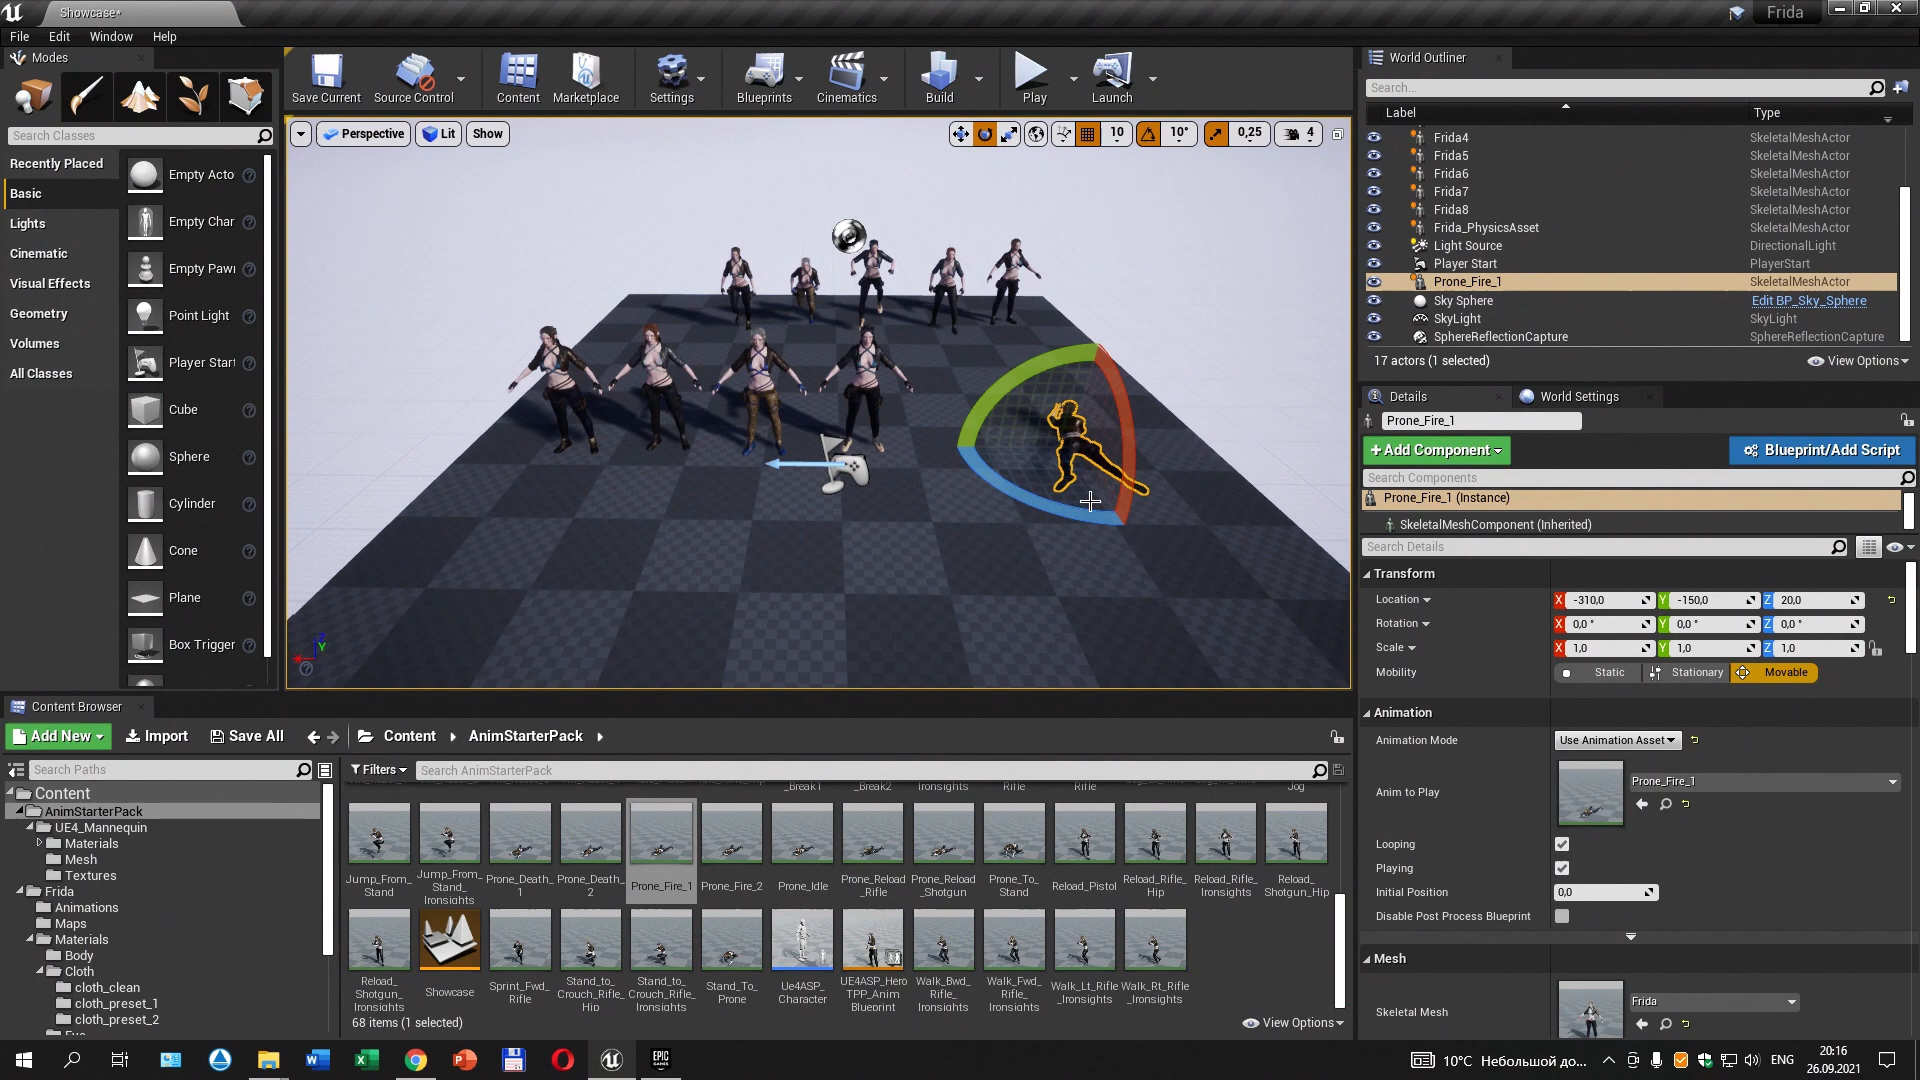 Showcase*
Frida
File Edit Window Help
Modes
Save Current
Source Control
Content
Marketplace
Settings
Blueprints
Cinematics
Build
Play
Launch
Search Classes
Recently Placed
Basic
Lights
Cinematic
Visual Effects
Geometry
Volumes
All Classes
Empty Acto
Empty Char
Empty Pawn
Point Light
Player Start
Cube
Sphere
Cylinder
Cone
Plane
Box Trigger
Perspective Lit Show
10 10° 0,25 4
World Outliner
Search...
Label Type
Frida4 SkeletalMeshActor
Frida5 SkeletalMeshActor
Frida6 SkeletalMeshActor
Frida7 SkeletalMeshActor
Frida8 SkeletalMeshActor
Frida_PhysicsAsset SkeletalMeshActor
Light Source DirectionalLight
Player Start PlayerStart
Prone_Fire_1 SkeletalMeshActor
Sky Sphere Edit BP_Sky_Sphere
SkyLight SkyLight
SphereReflectionCapture SphereReflectionCapture
17 actors (1 selected) View Options
Details World Settings
Prone_Fire_1
+Add Component Blueprint/Add Script
Search Components
Prone_Fire_1 (Instance)
SkeletalMeshComponent (Inherited)
Search Details
Transform
Location X -310,0 Y -150,0 Z 20,0
Rotation X 0,0 ° Y 0,0 ° Z 0,0 °
Scale X 1,0 Y 1,0 Z 1,0
Mobility Static Stationary Movable
Animation
Animation Mode Use Animation Asset
Anim to Play Prone_Fire_1
Looping
Playing
Initial Position 0,0
Disable Post Process Blueprint
Mesh
Skeletal Mesh Frida
Content Browser
Add New Import Save All Content AnimStarterPack
Search Paths
Filters Search AnimStarterPack
Content
AnimStarterPack
UE4_Mannequin
Materials
Mesh
Textures
Frida
Animations
Maps
Materials
Body
Cloth
cloth_clean
cloth_preset_1
cloth_preset_2
_Break1 _Break2 Ironsights Rifle Rifle Jog
Jump_From_
Stand
Jump_From_
Stand_
Ironsights
Prone_Death_
1
Prone_Death_
2
Prone_Fire_1
Prone_Fire_2
Prone_Idle
Prone_Reload
_Rifle
Prone_Reload
_Shotgun
Prone_To_
Stand
Reload_Pistol
Reload_Rifle_
Hip
Reload_Rifle_
Ironsights
Reload_
Shotgun_Hip
Reload_
Shotgun_
Ironsights
Showcase
Sprint_Fwd_
Rifle
Stand_to_
Crouch_Rifle_
Hip
Stand_to_
Crouch_Rifle_
Ironsights
Stand_To_
Prone
Ue4ASP_
Character
UE4ASP_Hero
TPP_Anim
Blueprint
Walk_Bwd_
Rifle_
Ironsights
Walk_Fwd_
Rifle_
Ironsights
Walk_Lt_Rifle
_Ironsights
Walk_Rt_Rifle
_Ironsights
68 items (1 selected) View Options
EPIC
GAMES
10°C Небольшой до...
ENG
20:16
26.09.2021